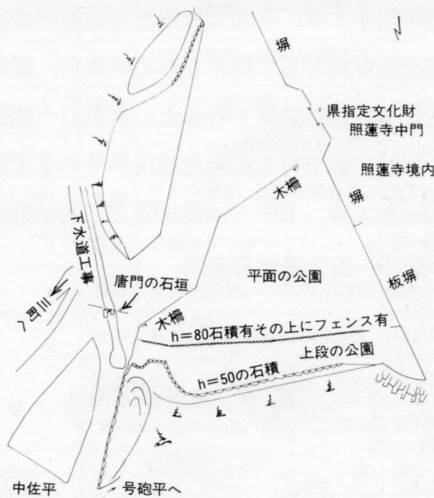 塀
県指定文化財
照蓮寺中門
照蓮寺境内
木柵
塀
下水道工事
唐門の石垣
平面の公園
板塀
三町へ
木柵
h=80石積有その上にフェンス有
上段の公園
h=50の石積
中佐平
号砲平へ